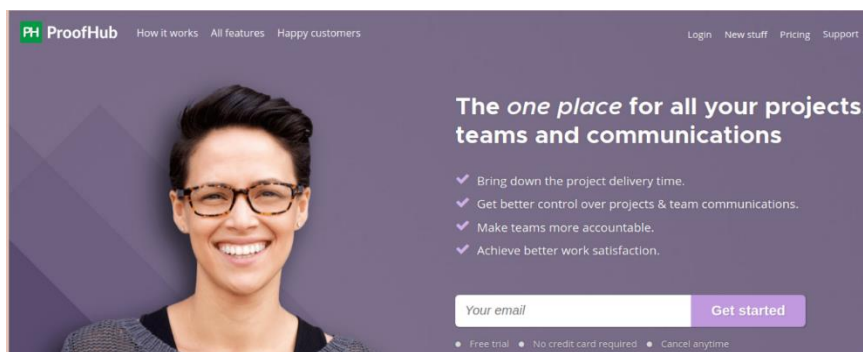 PH ProofHub How it works All features Happy customers Login New stuff Pricing Support
The one place for all your projects
teams and communications
Bring down the project delivery time.
Get better control over projects & team communications.
Make teams more accountable.
Achieve better work satisfaction.
Your email Get started
Free trial No credit card required Cancel anytime